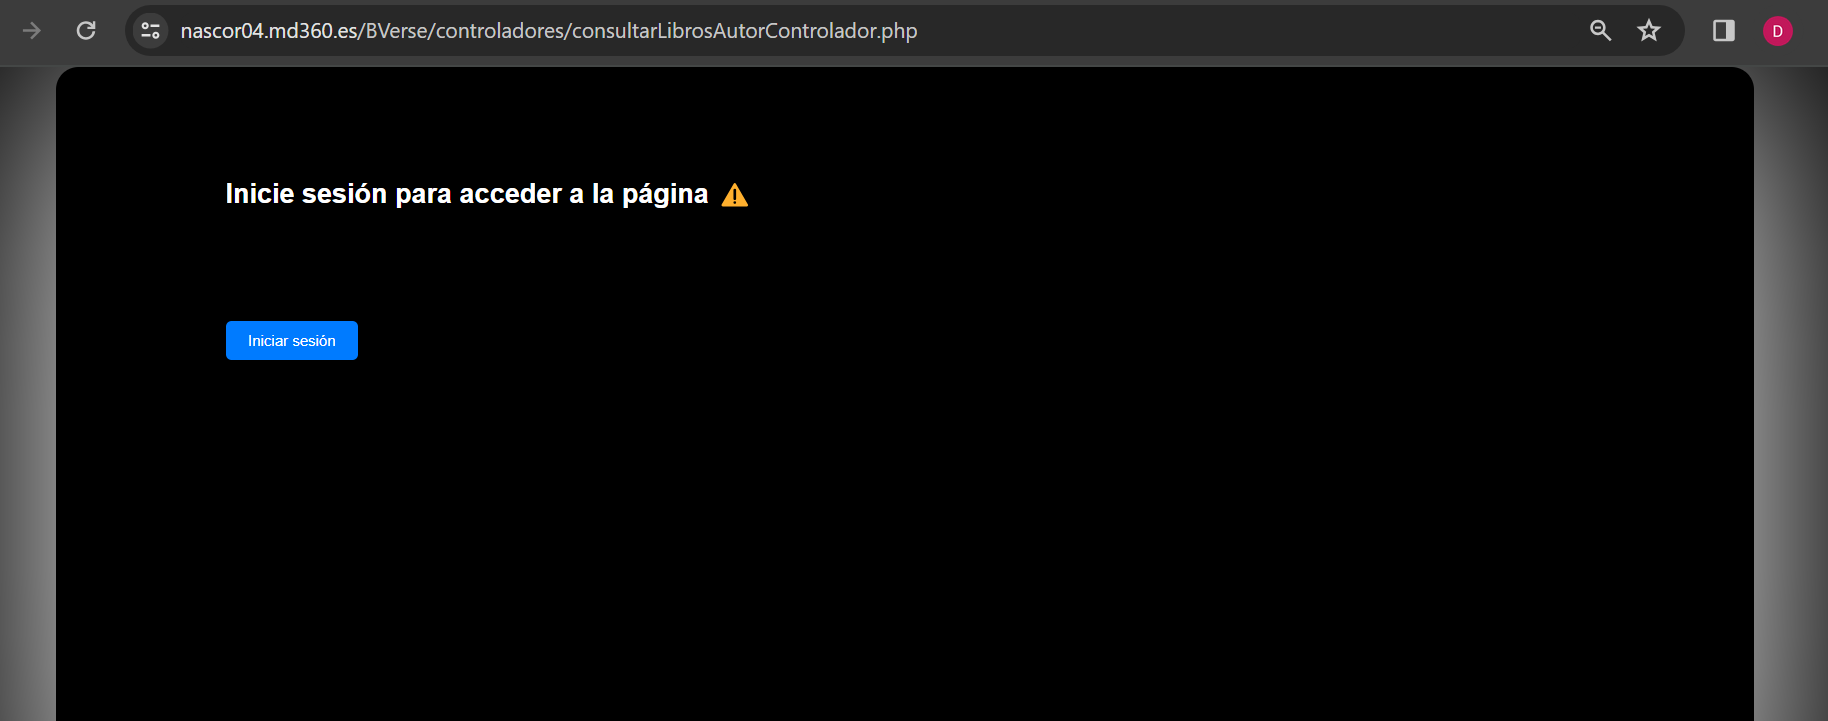 nascor04.md360.es/BVerse/controladores/consultarLibrosAutorControlador.php
D
Inicie sesión para acceder a la página
Iniciar sesión